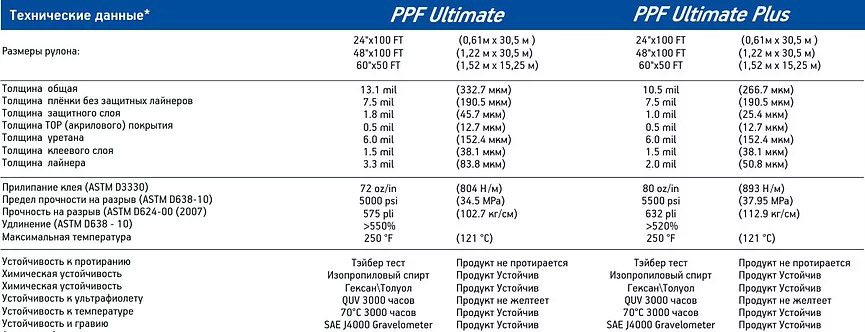 Технические данные* PPF Ultimate PPF Ultimate Plus
24"x100 FT (0,61м x 30,5 м ) 24"x100 FT (0,61м x 30,5 м )
Размеры рулона: 48"x100 FT (1,22 м x 30,5 м) 48"x100 FT (1,22 м x 30,5 м)
60"x50 FT (1,52 м x 15,25 м) 60"x50 FT (1,52 м x 15,25 м)
Толщина общая 13.1 mil (332.7 мкм) 10.5 mil (266.7 мкм)
Толщина плёнки без защитных лайнеров 7.5 mil (190.5 мкм) 7.5 mil (190.5 мкм)
Толщина защитного слоя 1.8 mil (45.7 мкм) 1.0 mil (25.4 мкм)
Толщина TOP (акрилового) покрытия 0.5 mil (12.7 мкм) 0.5 mil (12.7 мкм)
Толщина уретана 6.0 mil (152.4 мкм) 6.0 mil (152.4 мкм)
Толщина клеевого слоя 1.5 mil (38.1 мкм) 1.5 mil (38.1 мкм)
Толщина лайнера 3.3 mil (83.8 мкм) 2.0 mil (50.8 мкм)
Прилипание клея (ASTM D3330) 72 oz/in (804 Н/м) 80 oz/in (893 Н/м)
Предел прочности на разрыв (ASTM D638-10) 5000 psi (34.5 MPa) 5500 psi (37.95 MPa)
Прочность на разрыв (ASTM D624-00 (2007) 575 pli (102.7 кг/см) 632 pli (112.9 кг/см)
Удлинение (ASTM D638 - 10) >550% >520%
Максимальная температура 250 °F (121 °C) 250 °F (121 °C)
Устойчивость к протиранию Тэйбер тест Продукт не протирается Тэйбер тест Продукт не протирается
Химическая устойчивость Изопропиловый спирт Продукт Устойчив Изопропиловый спирт Продукт Устойчив
Химическая устойчивость Гексан\Толуол Продукт Устойчив Гексан\Толуол Продукт Устойчив
Устойчивость к ультрафиолету QUV 3000 часов Продукт не желтеет QUV 3000 часов Продукт не желтеет
Устойчивость к температуре 70°C 3000 часов Продукт Устойчив 70°C 3000 часов Продукт Устойчив
Устойчивость и гравию SAE J4000 Gravelometer Продукт Устойчив SAE J4000 Gravelometer Продукт Устойчив